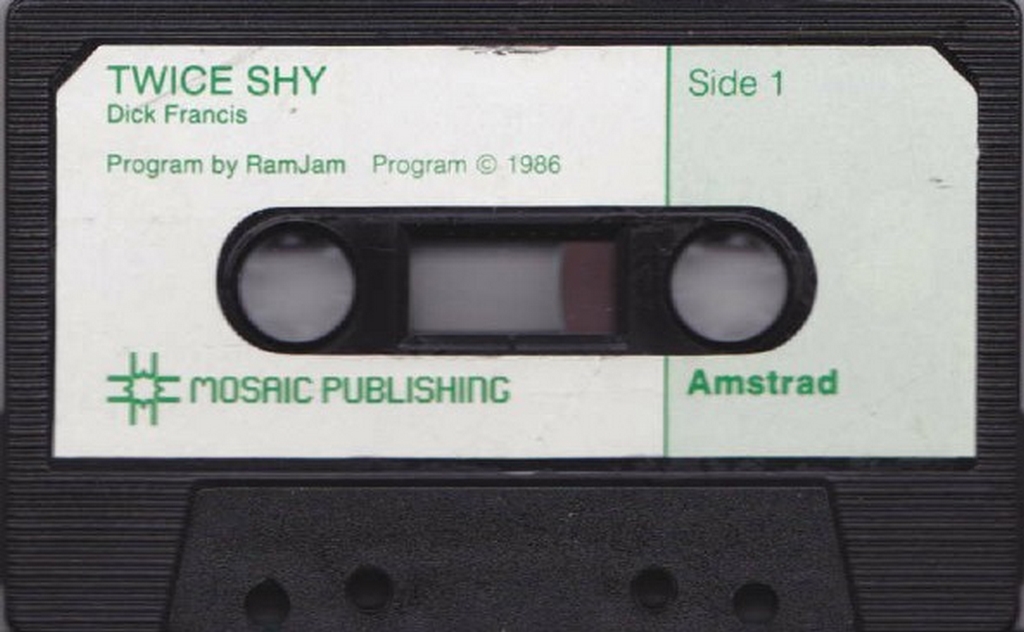 TWICE SHY
Dick Francis
Program by RamJam Program © 1986
Side 1
MOSAIC PUBLISHING
Amstrad